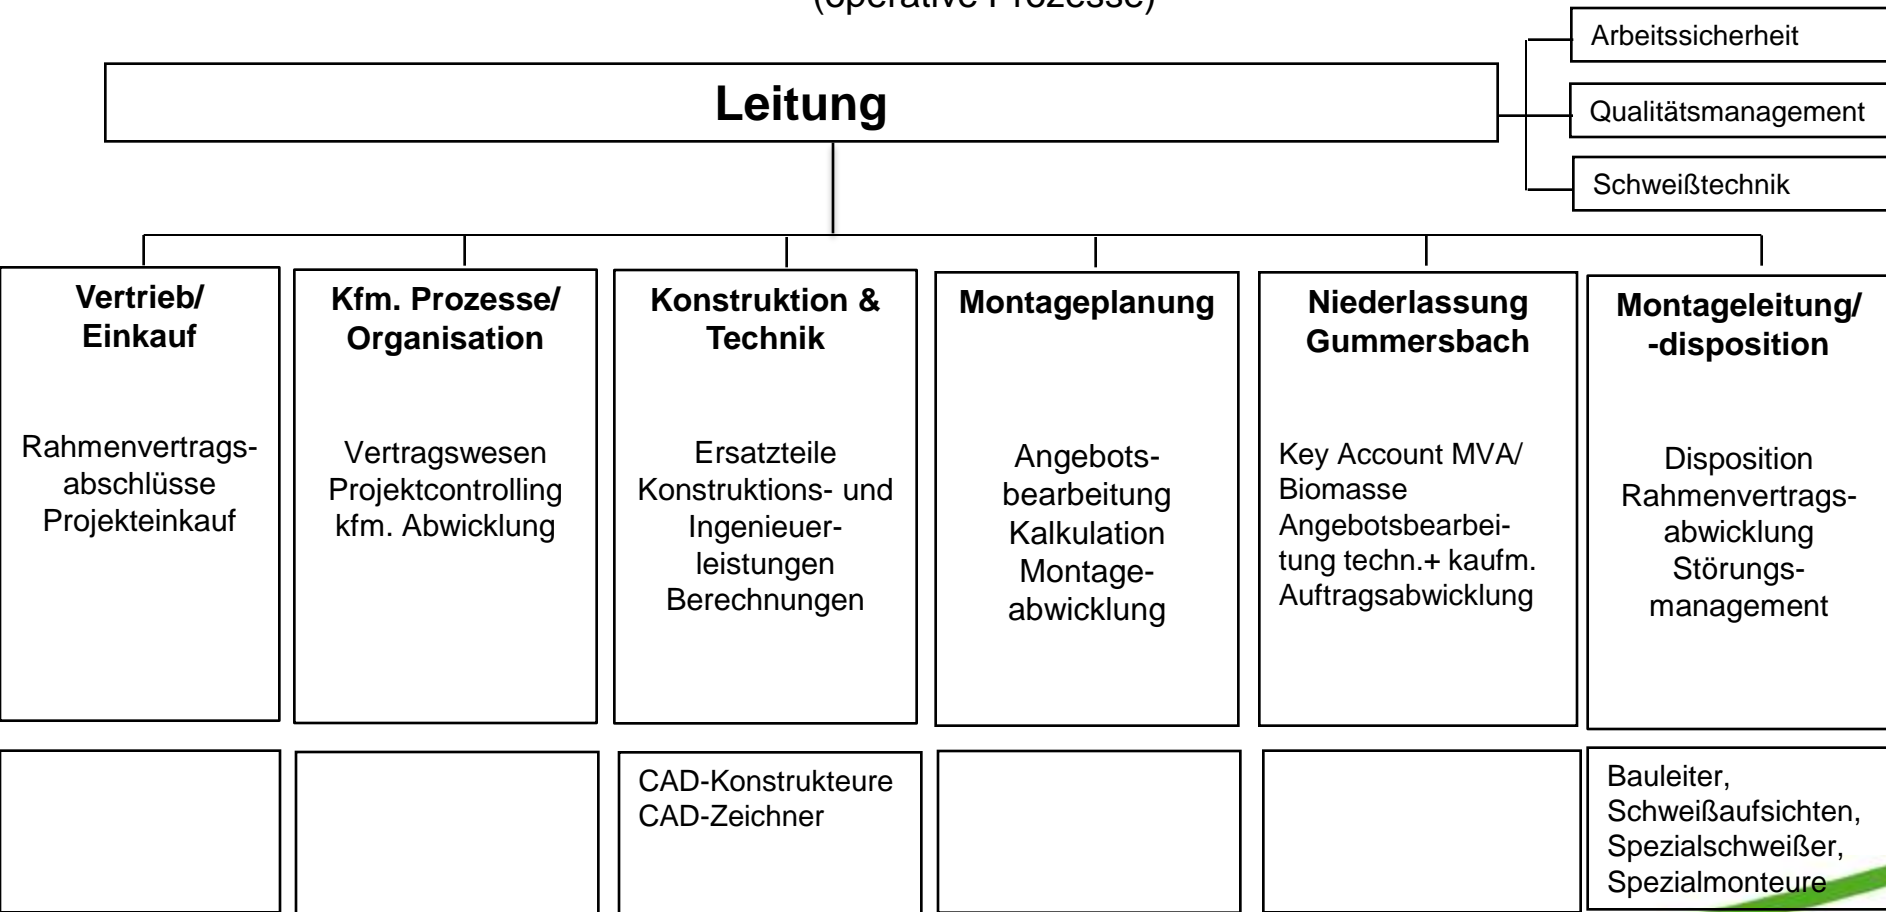 (operative Prozesse)
Arbeitssicherheit
Leitung
Qualitätsmanagement
Schweißtechnik
Vertrieb/
Einkauf
Rahmenvertrags-
abschlüsse
Projekteinkauf
Kfm. Prozesse/
Organisation
Vertragswesen
Projektcontrolling
kfm. Abwicklung
Konstruktion &
Technik
Ersatzteile
Konstruktions- und
Ingenieuer-
leistungen
Berechnungen
Montageplanung
Angebots-
bearbeitung
Kalkulation
Montage-
abwicklung
Niederlassung
Gummersbach
Key Account MVA/
Biomasse
Angebotsbearbei-
tung techn.+ kaufm.
Auftragsabwicklung
Montageleitung/
-disposition
Disposition
Rahmenvertrags-
abwicklung
Störungs-
management
CAD-Konstrukteure
CAD-Zeichner
Bauleiter,
Schweißaufsichten,
Spezialschweißer,
Spezialmonteure